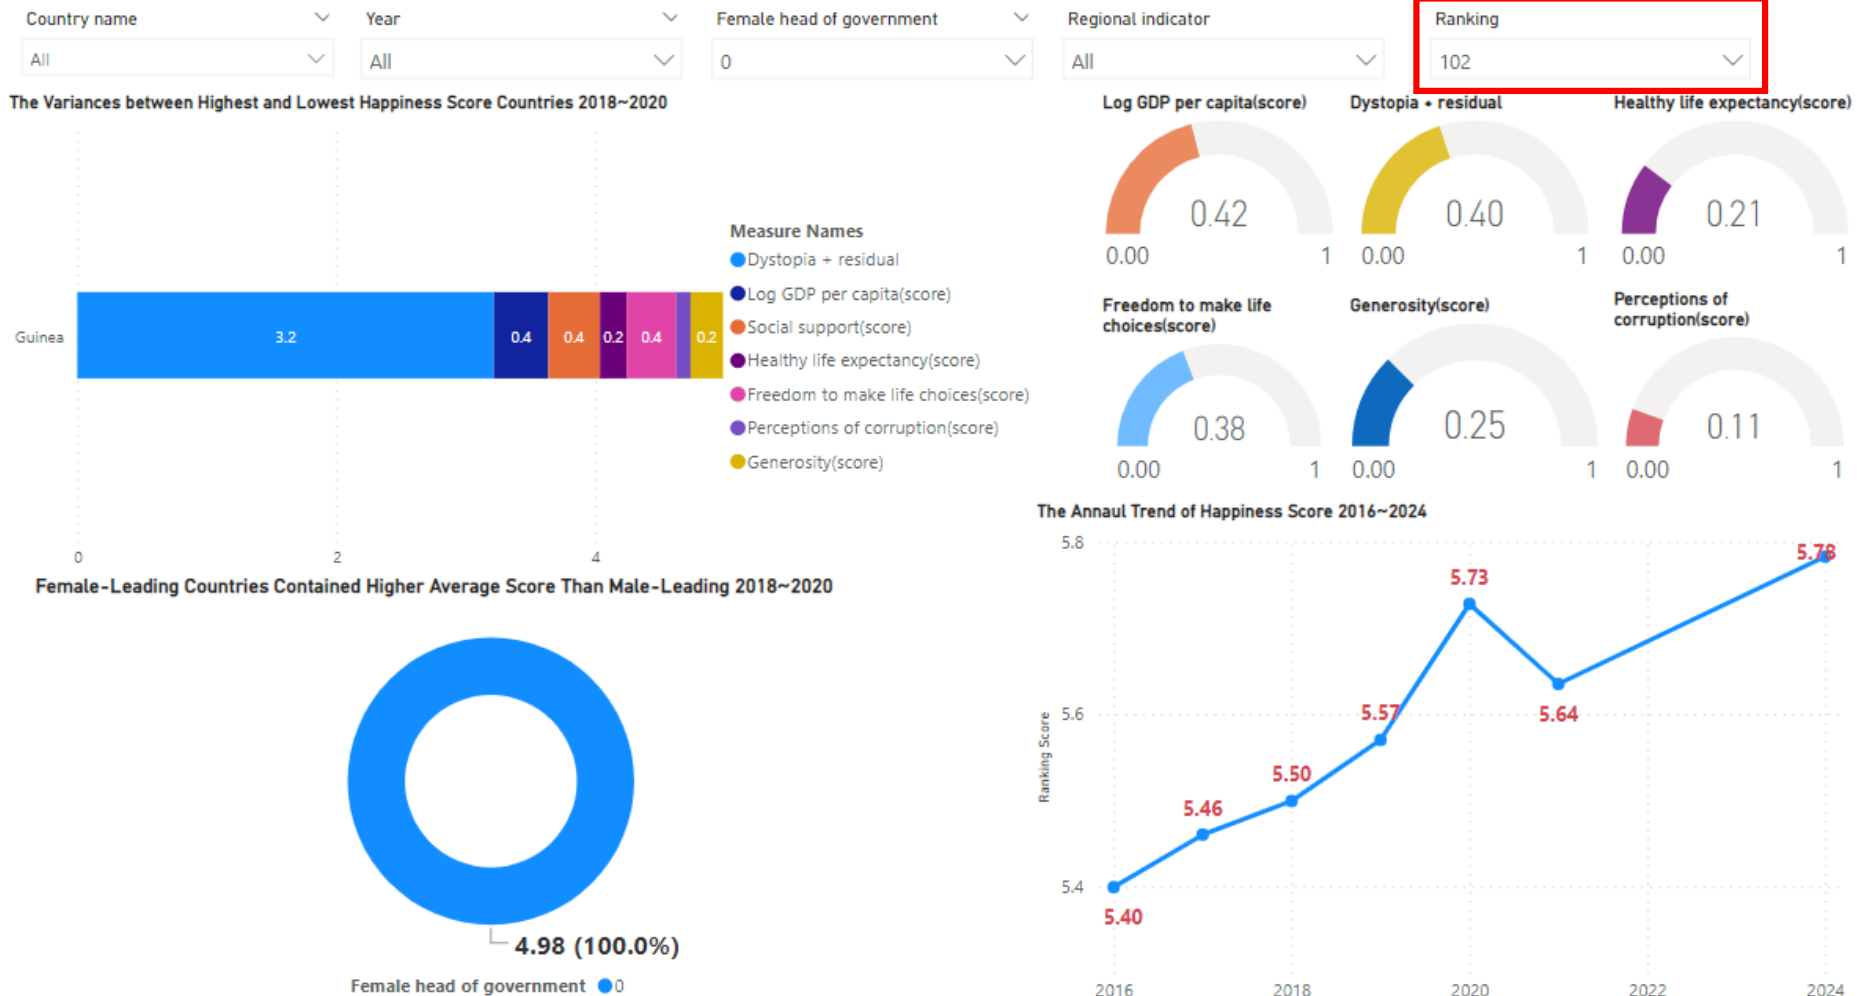 Country name
All
Year
All
Female head of government
0
Regional indicator
All
Ranking
102
The Variances between Highest and Lowest Happiness Score Countries 2018~2020
Guinea
3.2
0.4
0.4
0.2
0.4
0.2
0
2
4
Measure Names
Dystopia + residual
Log GDP per capita(score)
Social support(score)
Healthy life expectancy(score)
Freedom to make life choices(score)
Perceptions of corruption(score)
Generosity(score)
Log GDP per capita(score)
0.42
0.00
1
Dystopia + residual
0.40
0.00
1
Healthy life expectancy(score)
0.21
0.00
1
Freedom to make life
choices(score)
0.38
0.00
1
Generosity(score)
0.25
0.00
1
Perceptions of
corruption(score)
0.11
0.00
1
Female-Leading Countries Contained Higher Average Score Than Male-Leading 2018~2020
4.98 (100.0%)
Female head of government
0
The Annaul Trend of Happiness Score 2016~2024
Ranking Score
5.8
5.6
5.4
5.40
5.46
5.50
5.57
5.73
5.64
5.78
2016
2018
2020
2022
2024